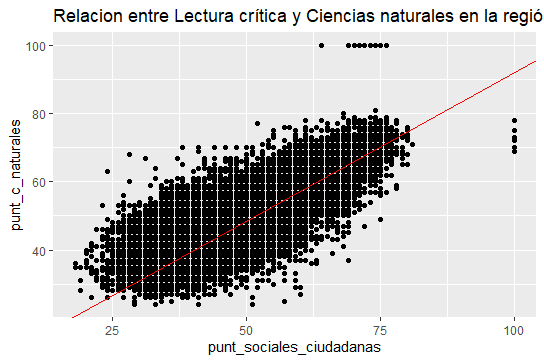 Relacion entre Lectura crítica y Ciencias naturales en la regió
100
80
60
40
punt_c_naturales
25
50
75
100
punt_sociales_ciudadanas